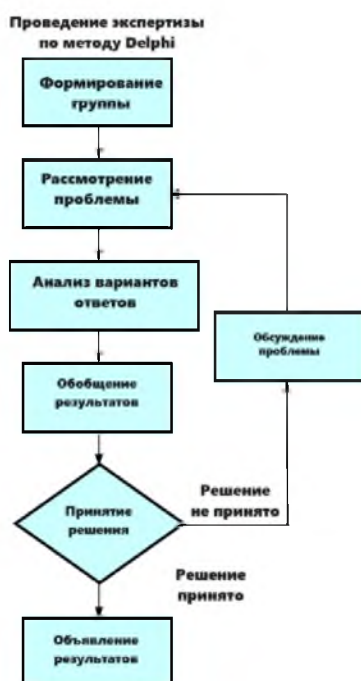 Проведение экспертизы
по методу Delphi
Формирование
группы
Рассмотрение
проблемы
Анализ вариантов
ответов
Обсуждение
проблемы
Обобщение
результатов
Принятие
решения
Решение
не принято
Решение
принято
Объявление
результатов